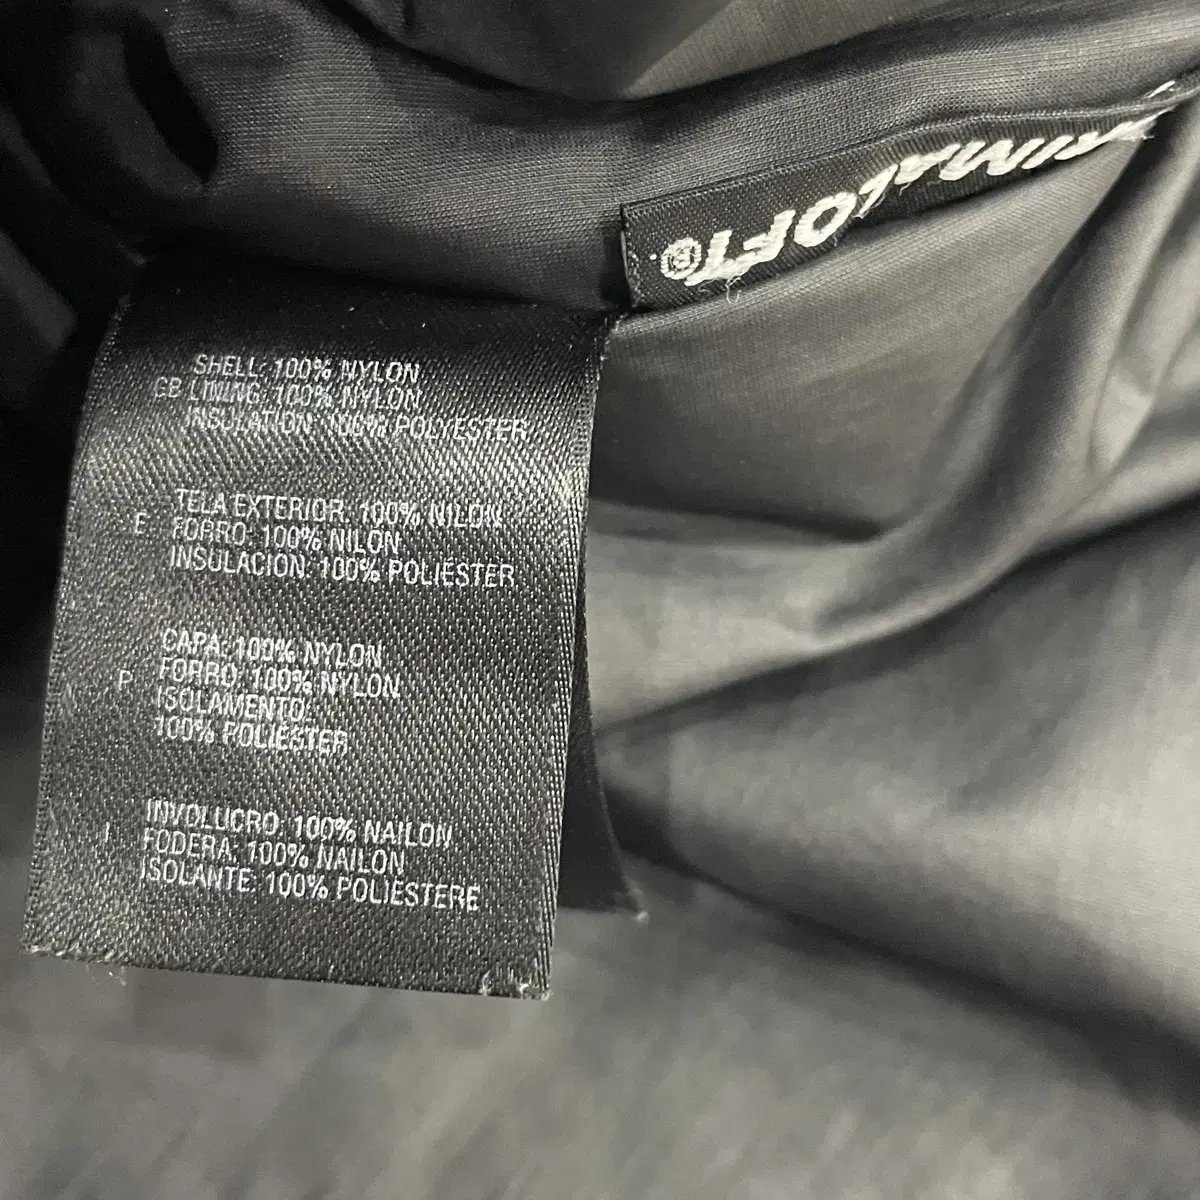 RIMALOFT®
SHELL: 100% NYLON
GB LINING: 100% NYLON
INSULATION: 100% POLYESTER
TELA EXTERIOR: 100% NILON
E FORRO: 100% NILON
INSULACION: 100% POLIESTER
CAPA: 100% NYLON
P FORRO: 100% NYLON
ISOLAMENTO:
100% POLIESTER
INVOLUCRO: 100% NAILON
I FODERA: 100% NAILON
ISOLANTE: 100% POLIESTERE